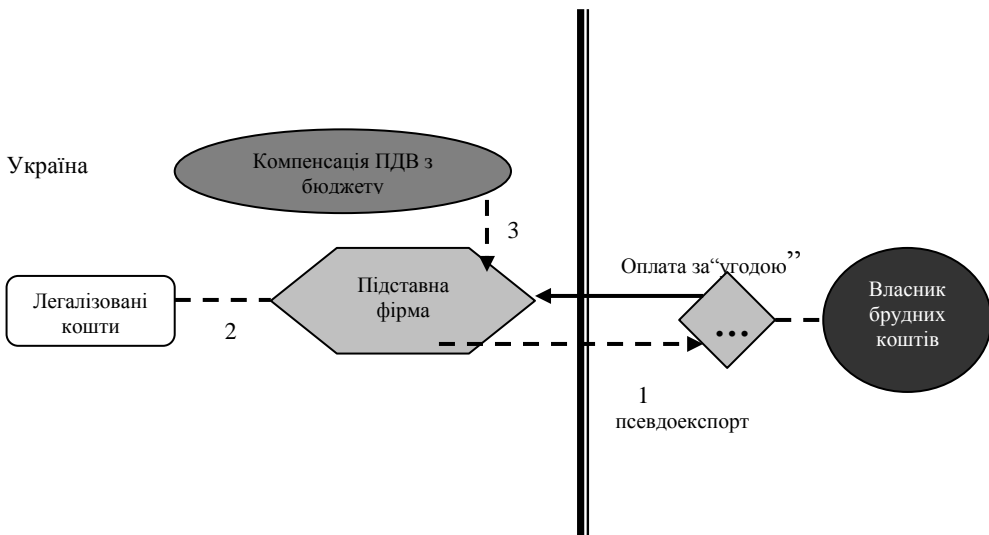 Україна
Компенсація ПДВ з
бюджету
3
Оплата за“угодою”
Легалізовані
кошти
2
Підставна
фірма
...
Власник
брудних
коштів
1
псевдоекспорт